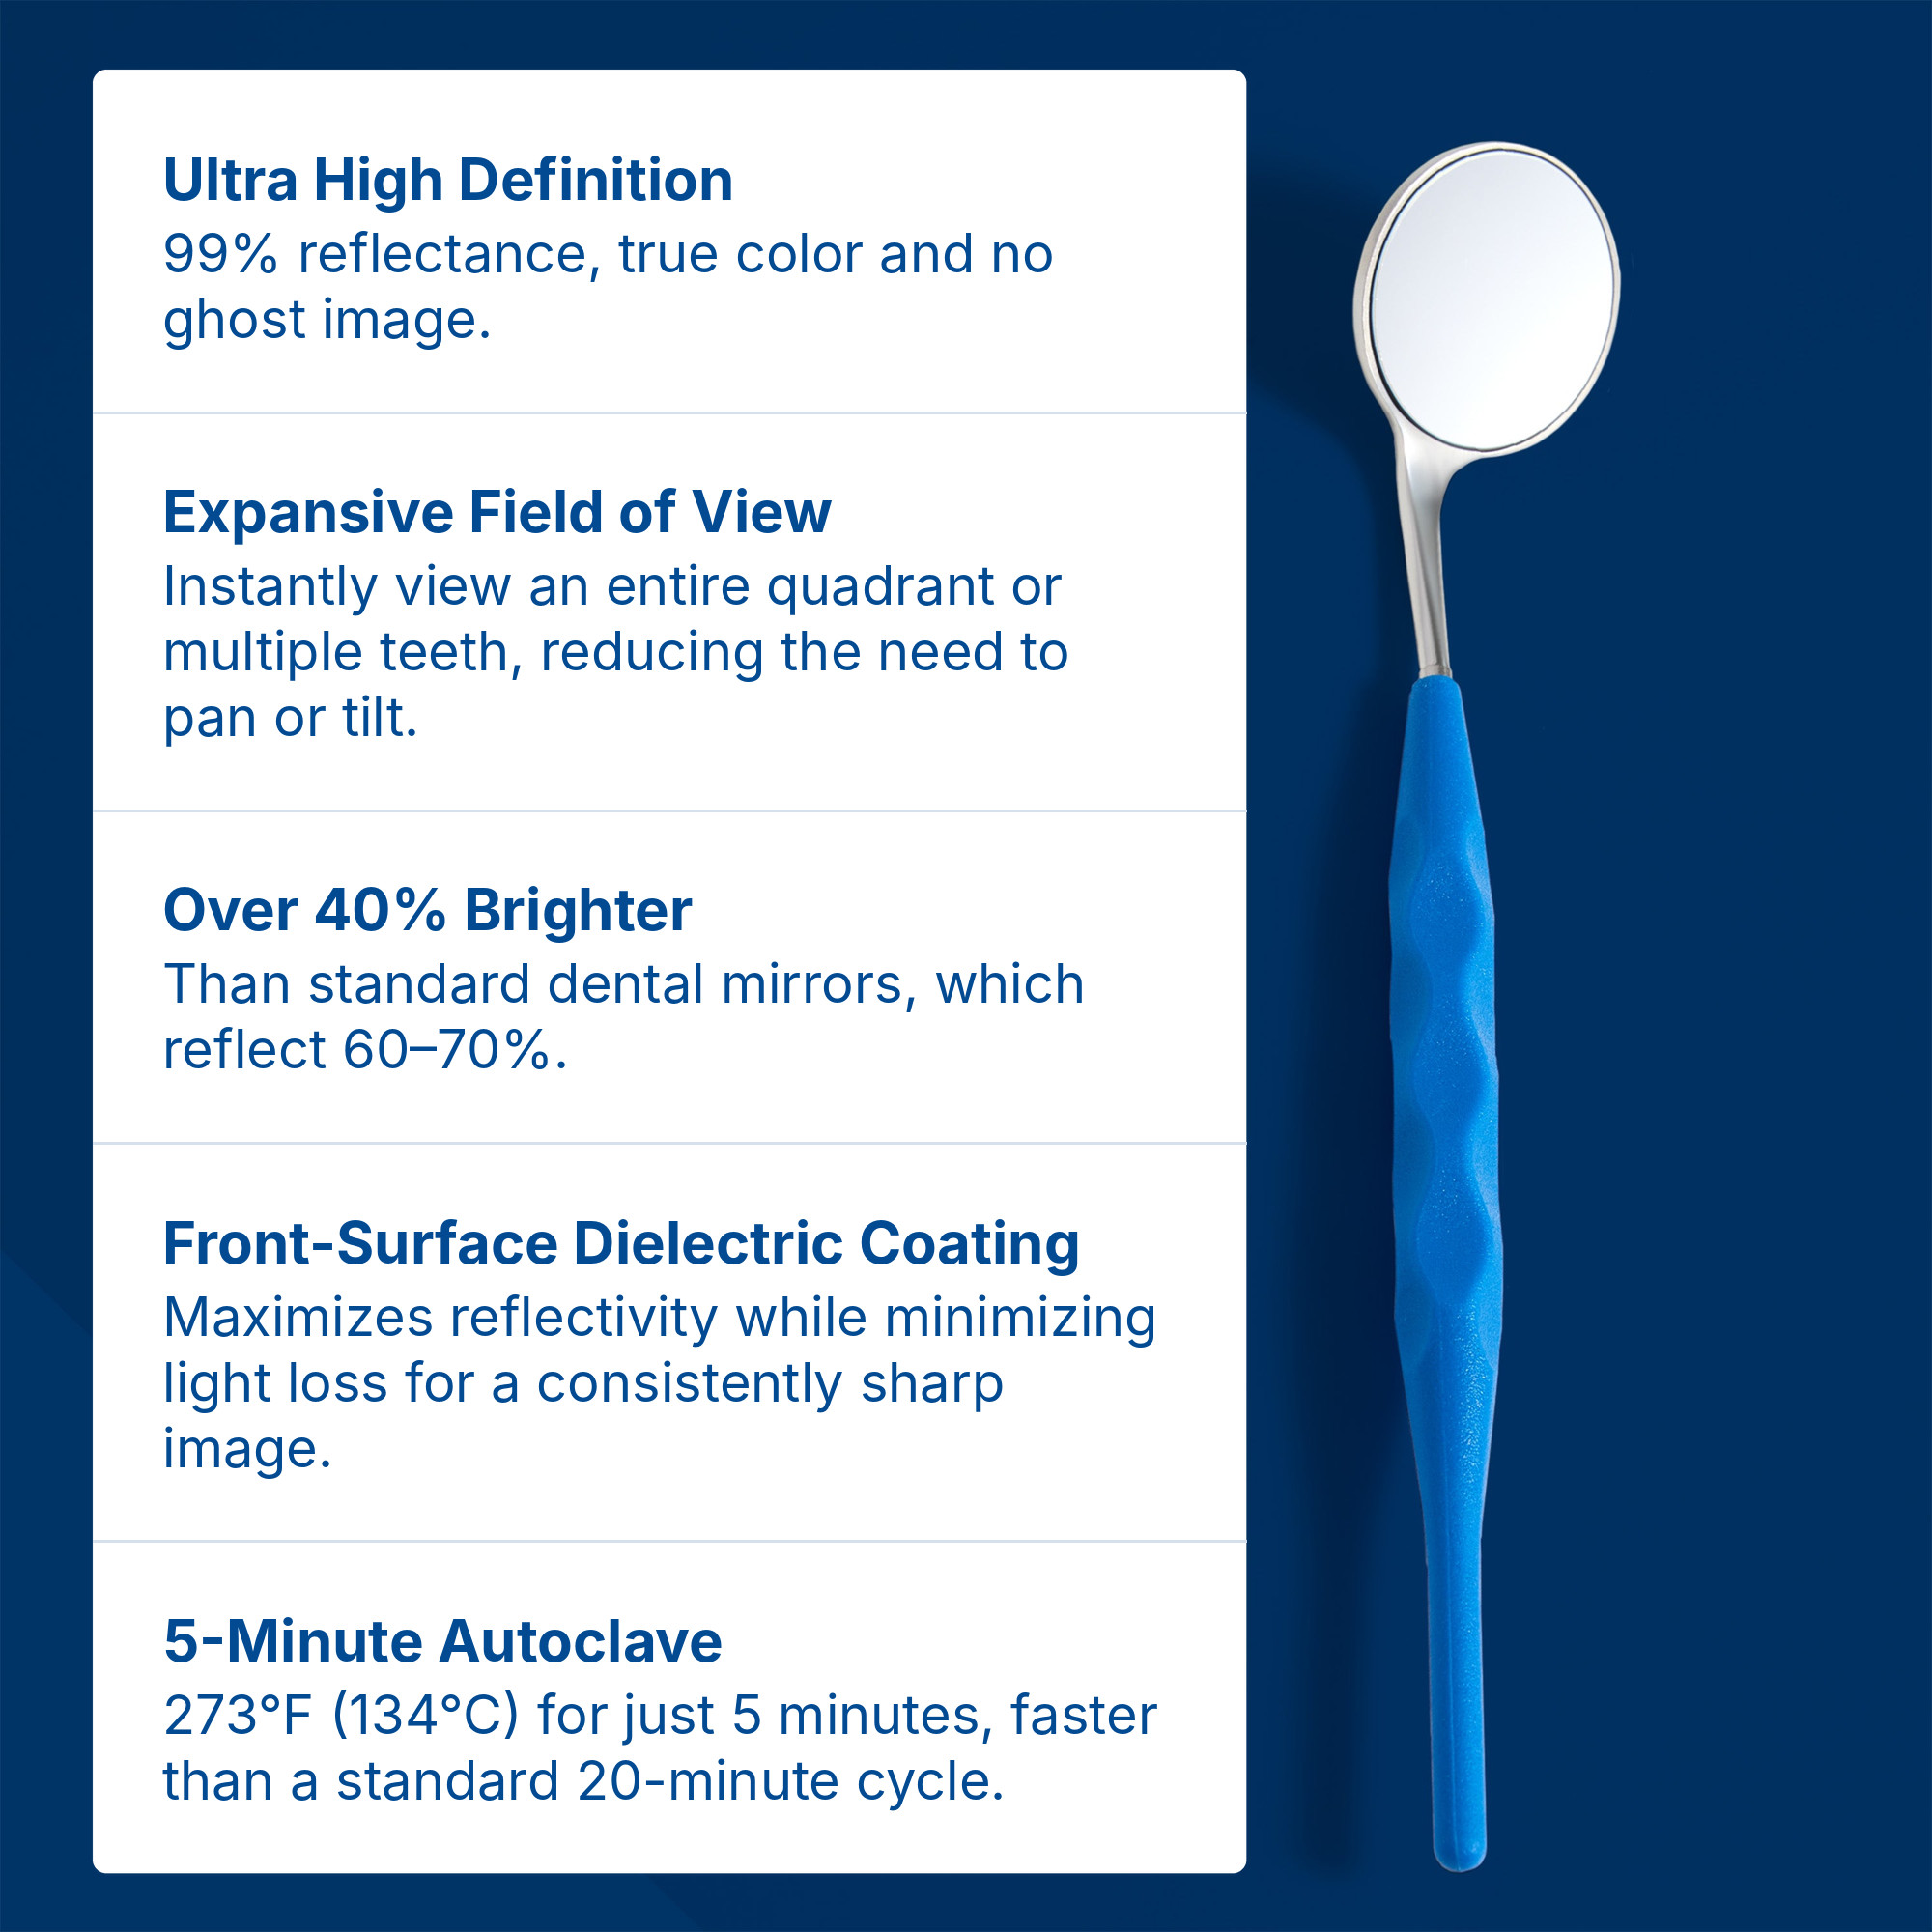 Ultra High Definition
99% reflectance, true color and no
ghost image.
Expansive Field of View
Instantly view an entire quadrant or
multiple teeth, reducing the need to
pan or tilt.
Over 40% Brighter
Than standard dental mirrors, which
reflect 60–70%.
Front-Surface Dielectric Coating
Maximizes reflectivity while minimizing
light loss for a consistently sharp
image.
5-Minute Autoclave
273°F (134°C) for just 5 minutes, faster
than a standard 20-minute cycle.